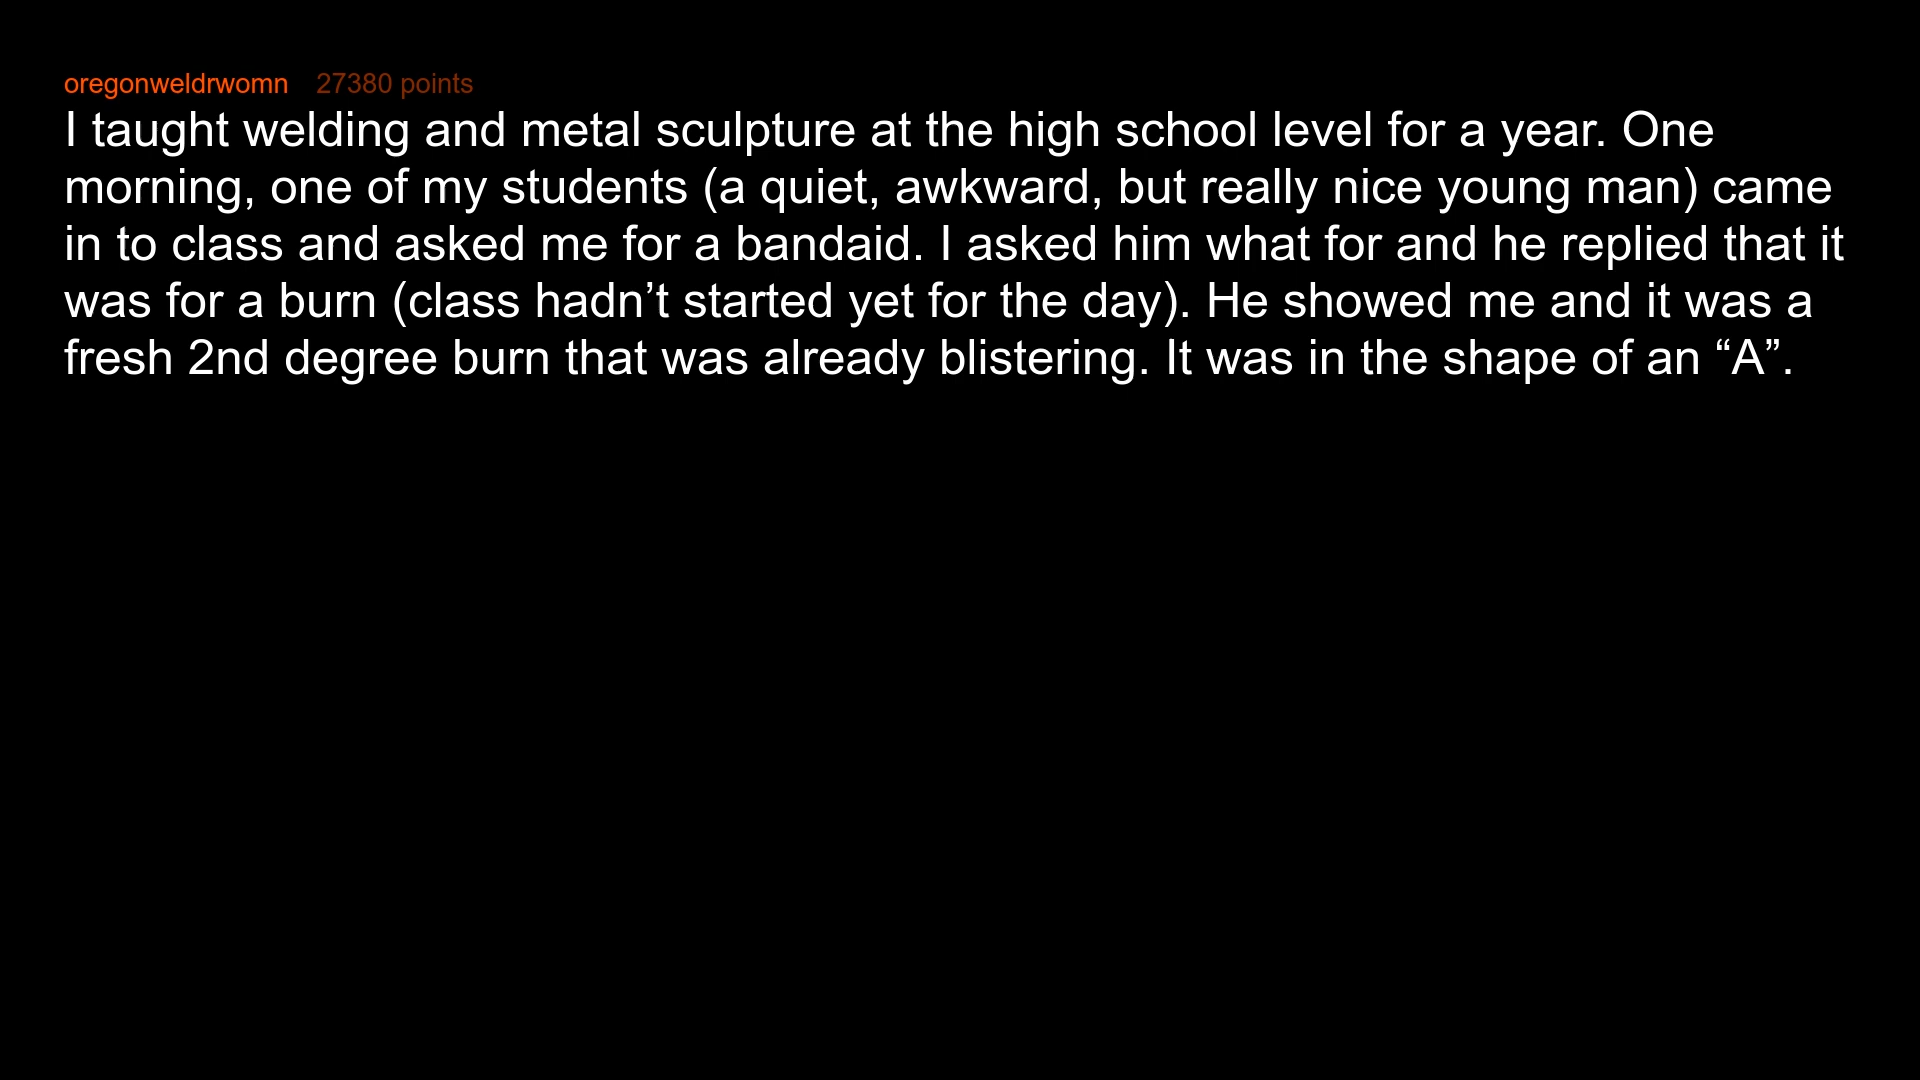 oregonweldrwomn 27380 points
I taught welding and metal sculpture at the high school level for a year. One
morning, one of my students (a quiet, awkward, but really nice young man) came
in to class and asked me for a bandaid. I asked him what for and he replied that it
was for a burn (class hadn’t started yet for the day). He showed me and it was a
fresh 2nd degree burn that was already blistering. It was in the shape of an “A”.